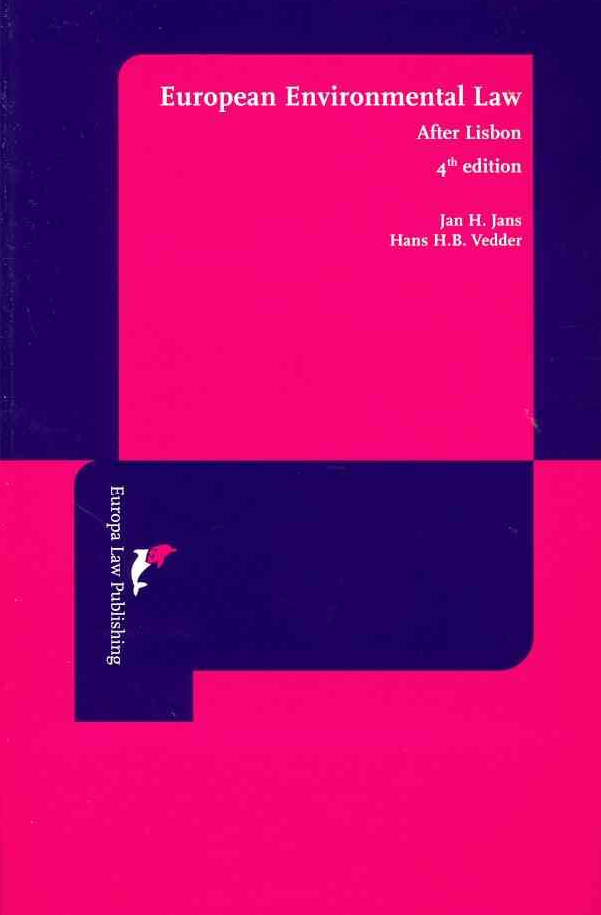 European Environmental Law
After Lisbon
4th edition
Jan H. Jans
Hans H.B. Vedder
Europa Law Publishing